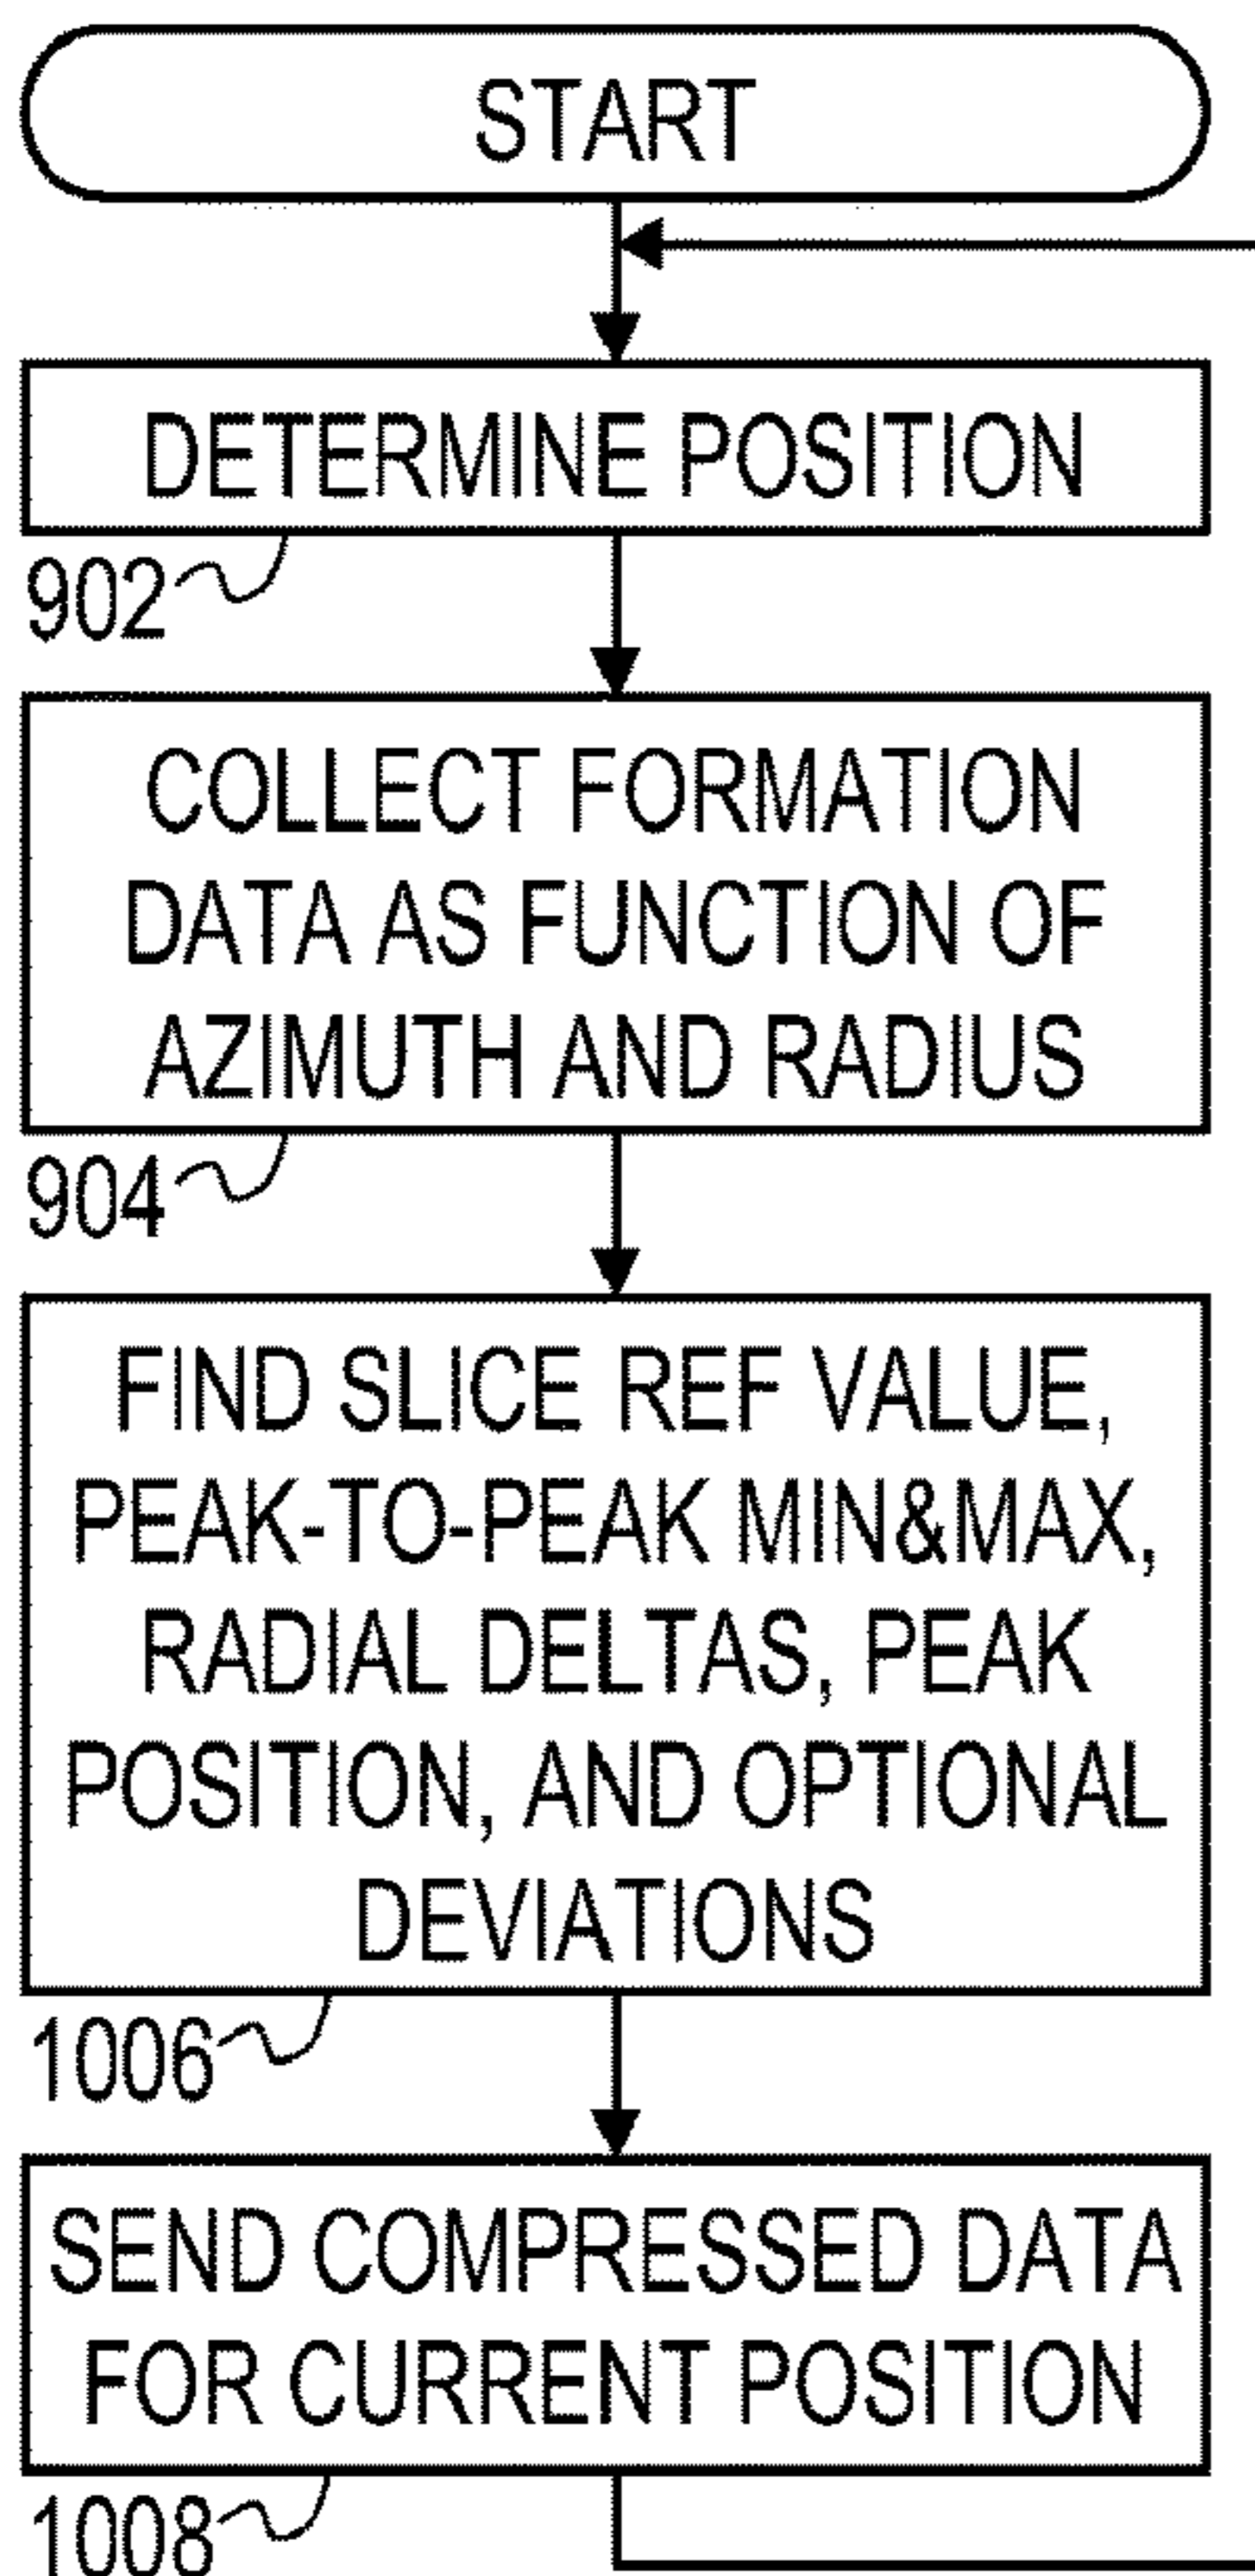 START
DETERMINE POSITION
902
COLLECT FORMATION
DATA AS FUNCTION OF
AZIMUTH AND RADIUS
904
FIND SLICE REF VALUE,
PEAK-TO-PEAK MIN&MAX,
RADIAL DELTAS, PEAK
POSITION, AND OPTIONAL
DEVIATIONS
1006
SEND COMPRESSED DATA
FOR CURRENT POSITION
1008